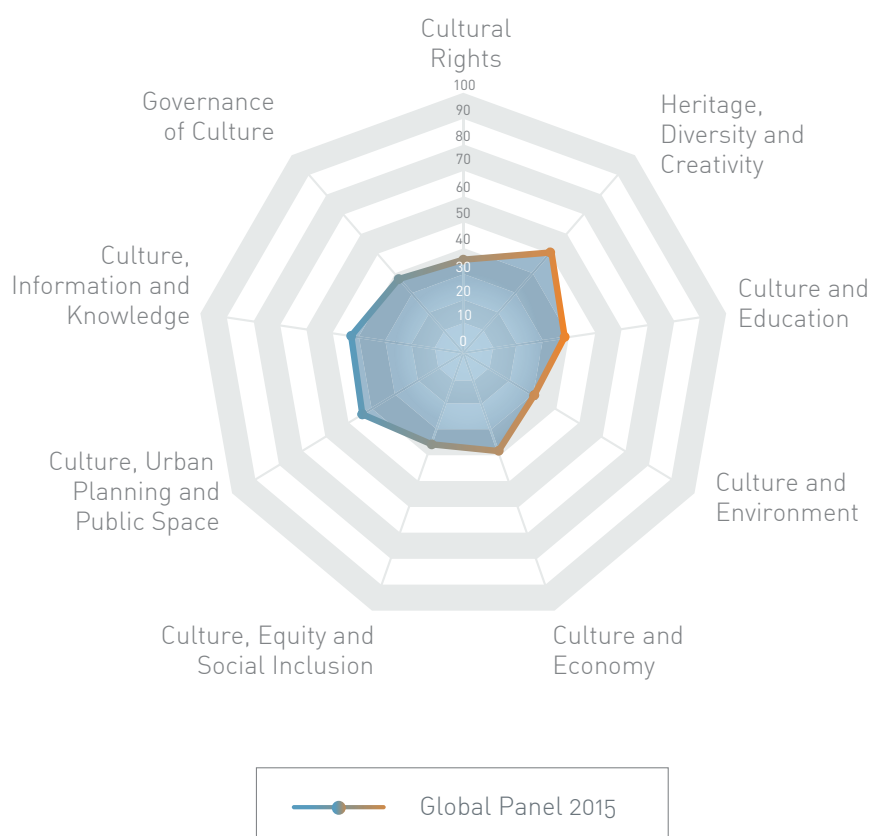 Cultural
Rights
Heritage,
Diversity and
Creativity
Culture and
Education
Culture and
Environment
Culture and
Economy
Culture, Equity and
Social Inclusion
Culture, Urban
Planning and
Public Space
Culture,
Information and
Knowledge
Governance
of Culture
100
90
80
70
60
50
40
30
20
10
0
Global Panel 2015